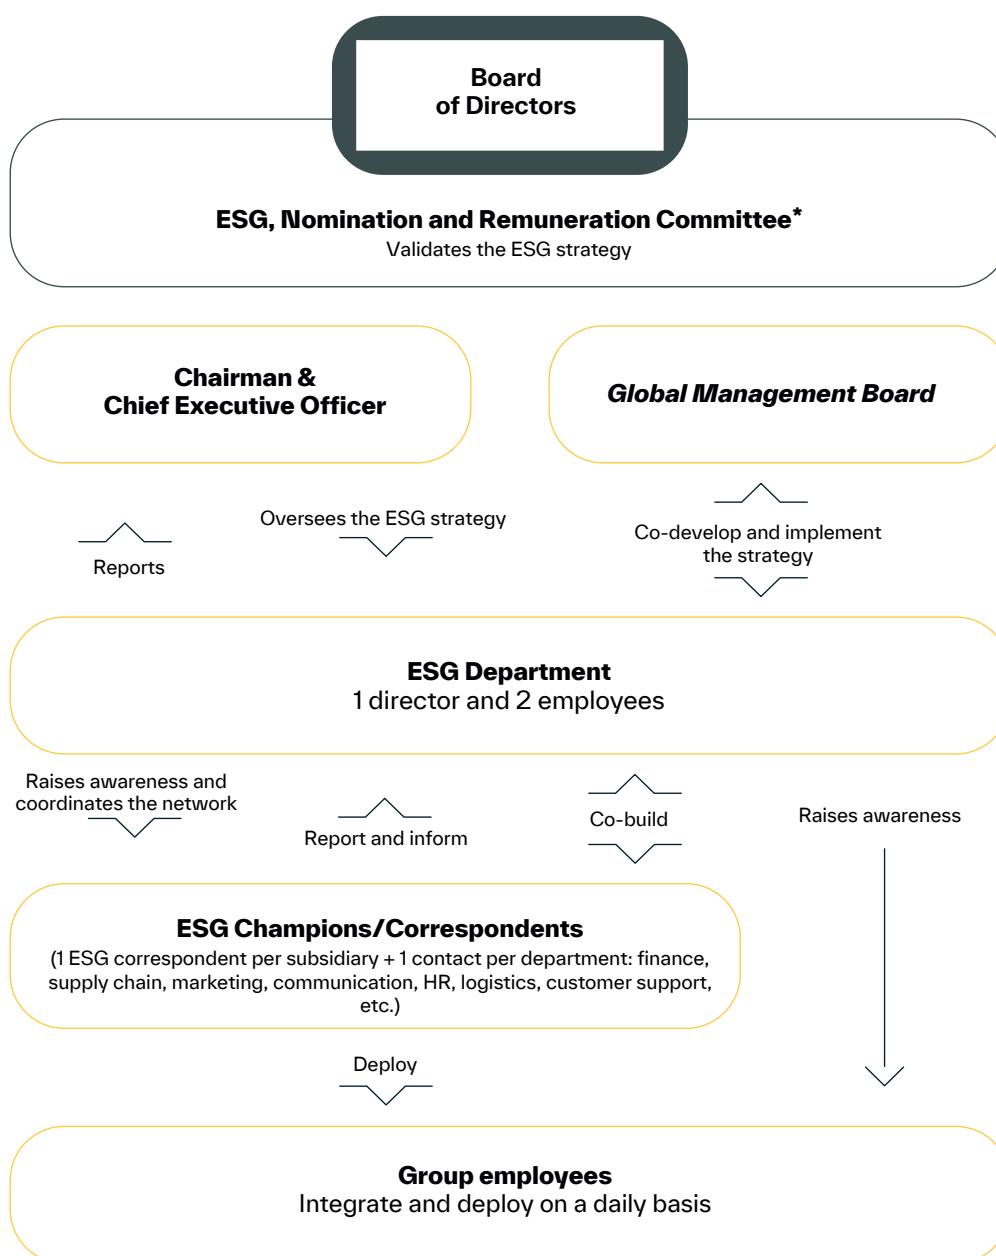 Board
of Directors
ESG, Nomination and Remuneration Committee*
Validates the ESG strategy
Chairman &
Chief Executive Officer
Global Management Board
Reports
Oversees the ESG strategy
Co-develop and implement
the strategy
ESG Department
1 director and 2 employees
Raises awareness and
coordinates the network
Report and inform
Co-build
Raises awareness
ESG Champions/Correspondents
(1 ESG correspondent per subsidiary + 1 contact per department: finance,
supply chain, marketing, communication, HR, logistics, customer support,
etc.)
Deploy
Group employees
Integrate and deploy on a daily basis